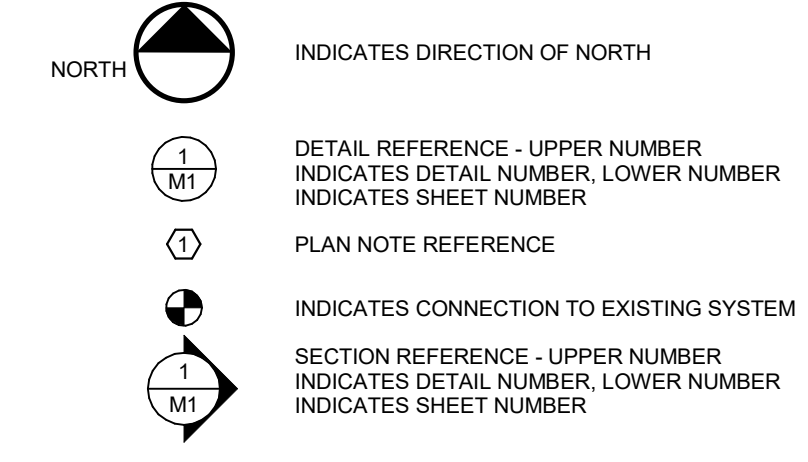 NORTH
INDICATES DIRECTION OF NORTH
1
M1
DETAIL REFERENCE - UPPER NUMBER
INDICATES DETAIL NUMBER, LOWER NUMBER
INDICATES SHEET NUMBER
1
PLAN NOTE REFERENCE
INDICATES CONNECTION TO EXISTING SYSTEM
1
M1
SECTION REFERENCE - UPPER NUMBER
INDICATES DETAIL NUMBER, LOWER NUMBER
INDICATES SHEET NUMBER